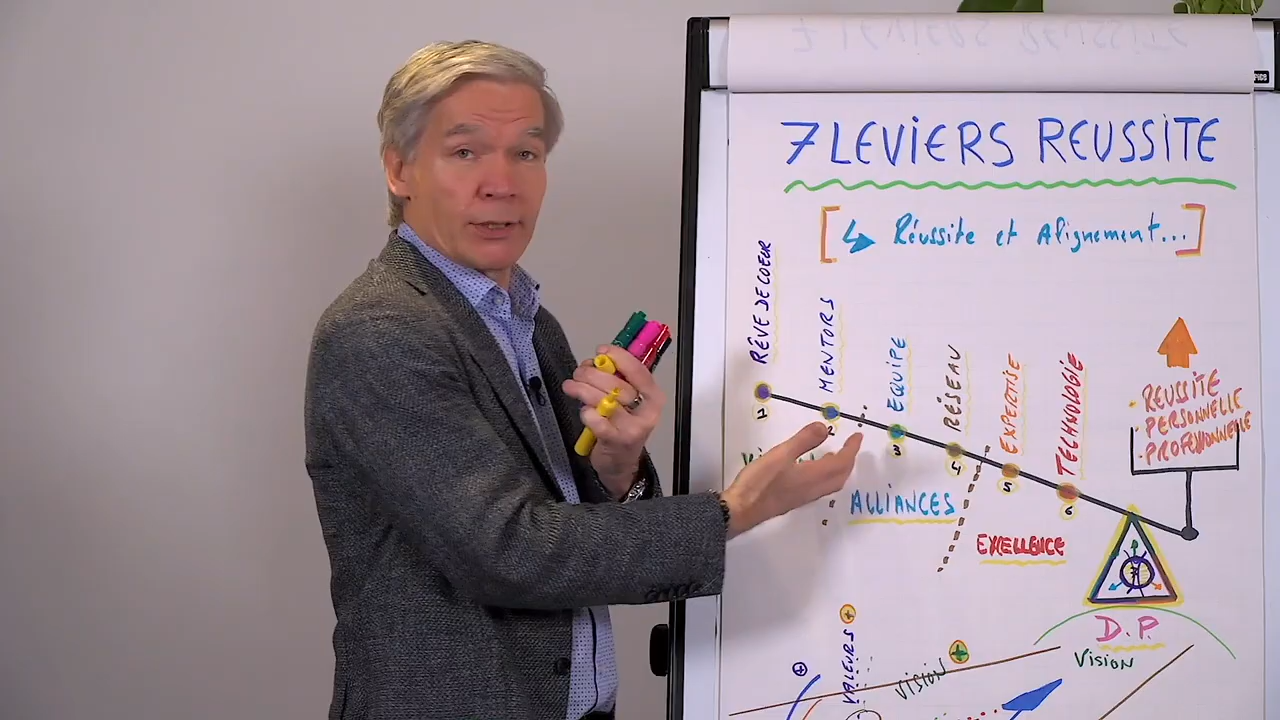 7 LEVIERS REUSSITE
[↳ Réussite et Alignement...]
RÊVE DE COEUR
MENTORS
EQUIPE
RÉSEAU
EXPERTISE
TECHNOLOGIE
• REUSSITE
• PERSONNELLE
• PROFESSIONNELLE
1
2
3
4
5
6
ALLIANCES
EXELLENCE
D.P.
VISION
VALEURS
VISION